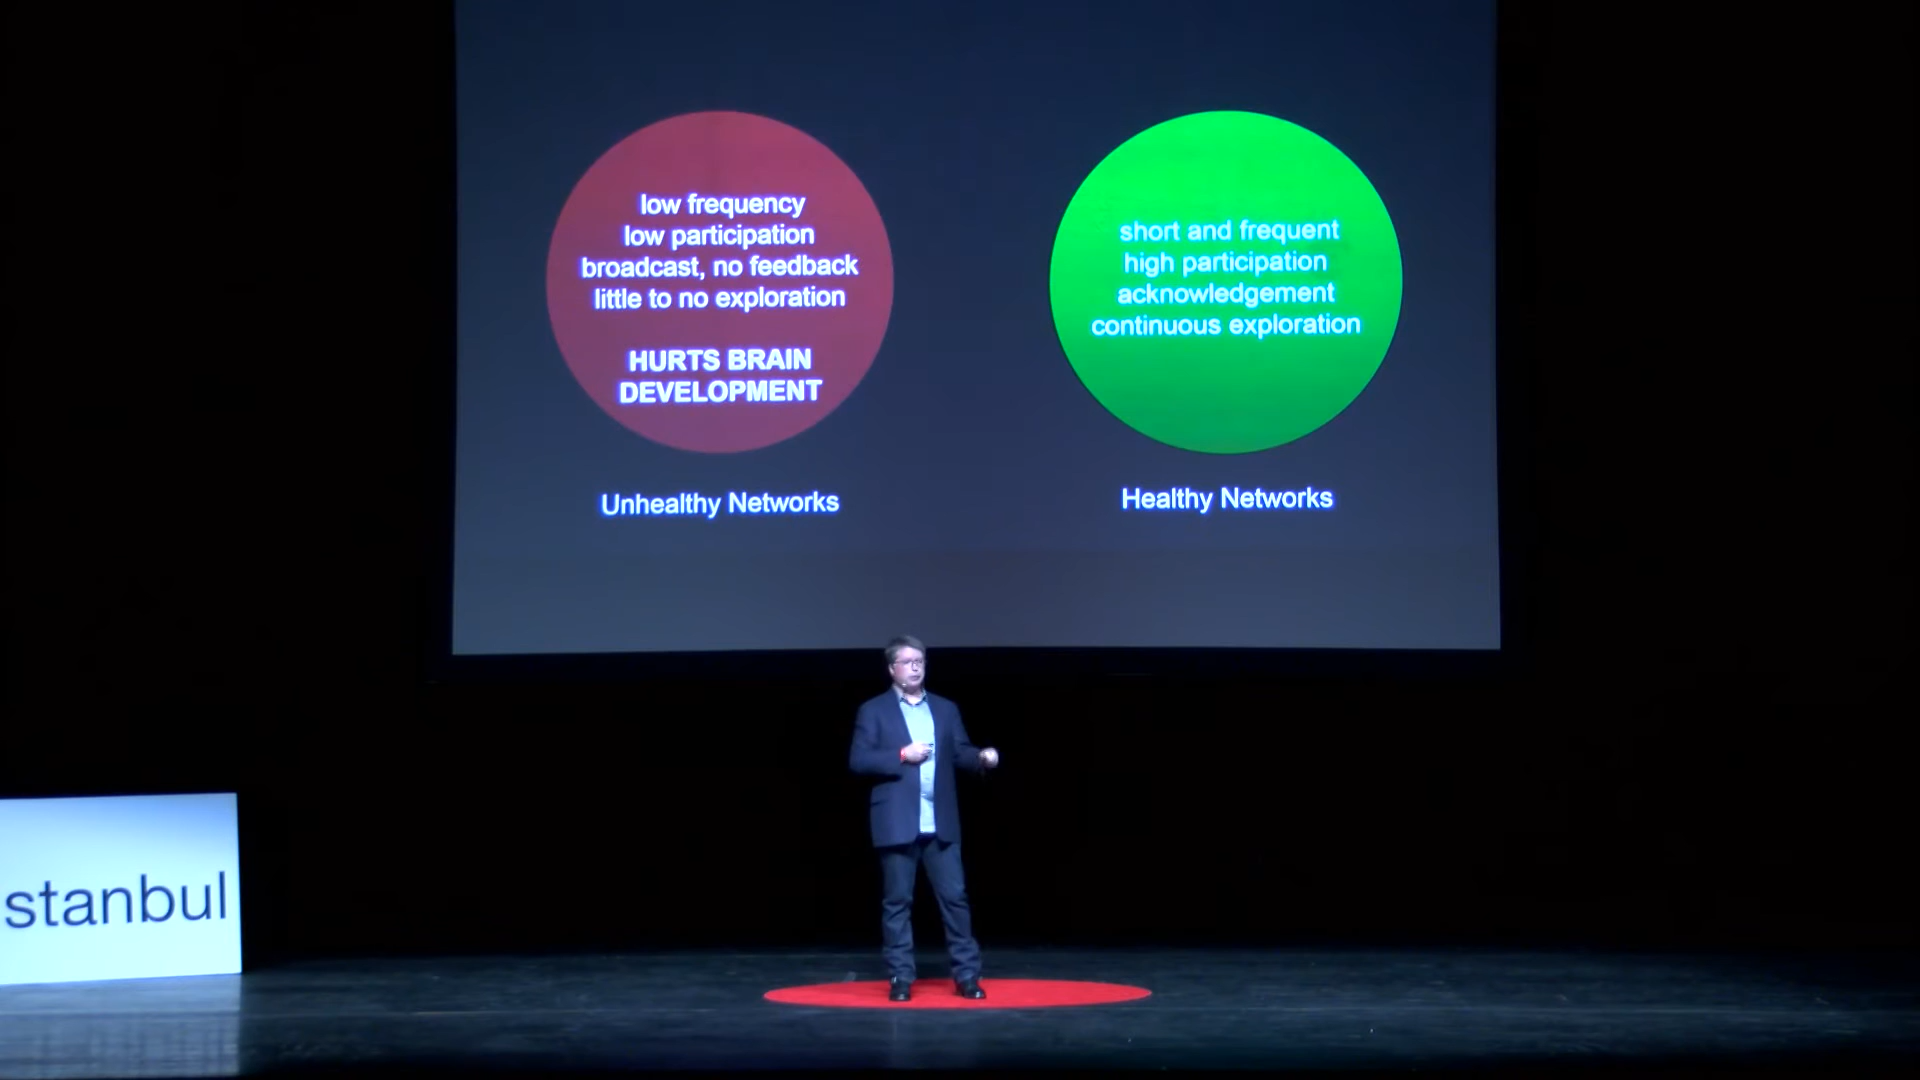 low frequency
low participation
broadcast, no feedback
little to no exploration
HURTS BRAIN
DEVELOPMENT
Unhealthy Networks
short and frequent
high participation
acknowledgement
continuous exploration
Healthy Networks
stanbul